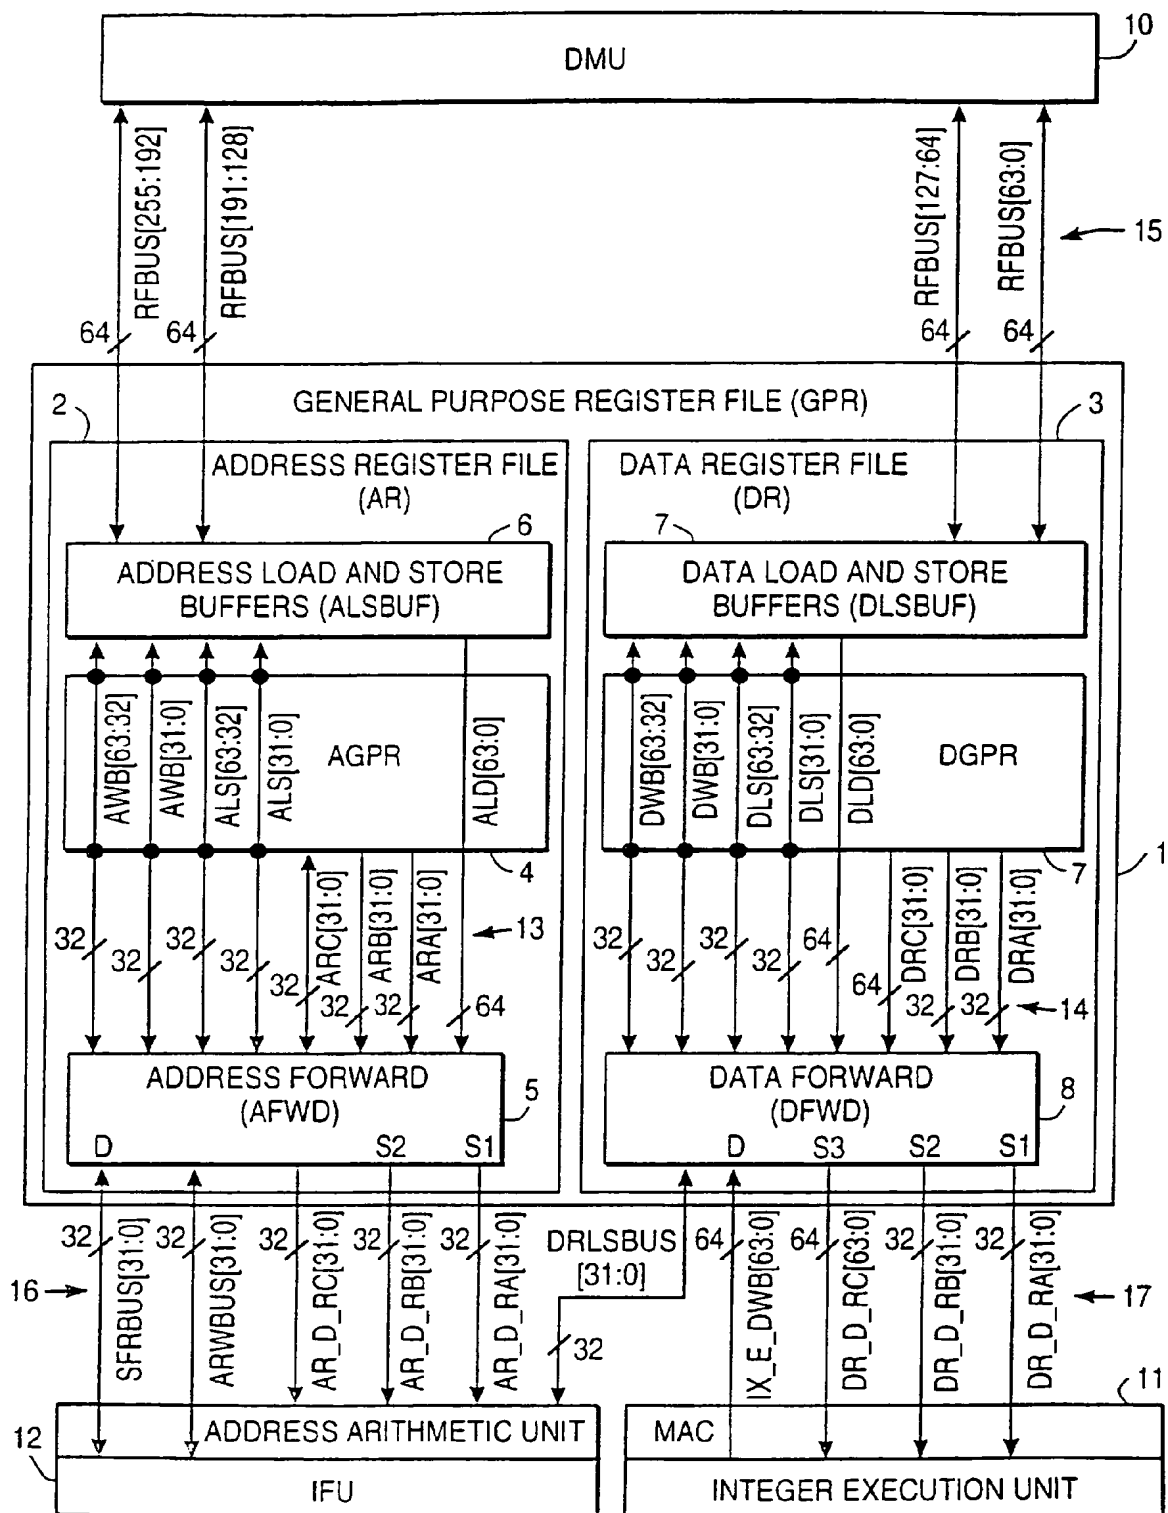 10
DMU
RFBUS[255:192]
RFBUS[191:128]
RFBUS[127:64]
RFBUS[63:0]
15
64
64
64
64
GENERAL PURPOSE REGISTER FILE (GPR)
2
3
ADDRESS REGISTER FILE
(AR)
DATA REGISTER FILE
(DR)
6
7
ADDRESS LOAD AND STORE
BUFFERS (ALSBUF)
DATA LOAD AND STORE
BUFFERS (DLSBUF)
AWB[63:32]
AWB[31:0]
ALS[63:32]
ALS[31:0]
AGPR
ALD[63:0]
DWB[63:32]
DWB[31:0]
DLS[63:32]
DLS[31:0]
DLD[63:0]
DGPR
4
7
1
32
32
32
32
32
ARC[31:0]
32
ARB[31:0]
32
ARA[31:0]
13
64
32
32
32
32
64
64
DRC[31:0]
32
DRB[31:0]
32
DRA[31:0]
14
ADDRESS FORWARD
(AFWD)
5
D
S2
S1
DATA FORWARD
(DFWD)
8
D
S3
S2
S1
32
32
32
32
32
DRLSBUS
[31:0]
64
64
32
32
16
SFRBUS[31:0]
ARWBUS[31:0]
AR_D_RC[31:0]
AR_D_RB[31:0]
AR_D_RA[31:0]
32
IX_E_DWB[63:0]
DR_D_RC[63:0]
DR_D_RB[31:0]
DR_D_RA[31:0]
17
11
ADDRESS ARITHMETIC UNIT
MAC
12
IFU
INTEGER EXECUTION UNIT